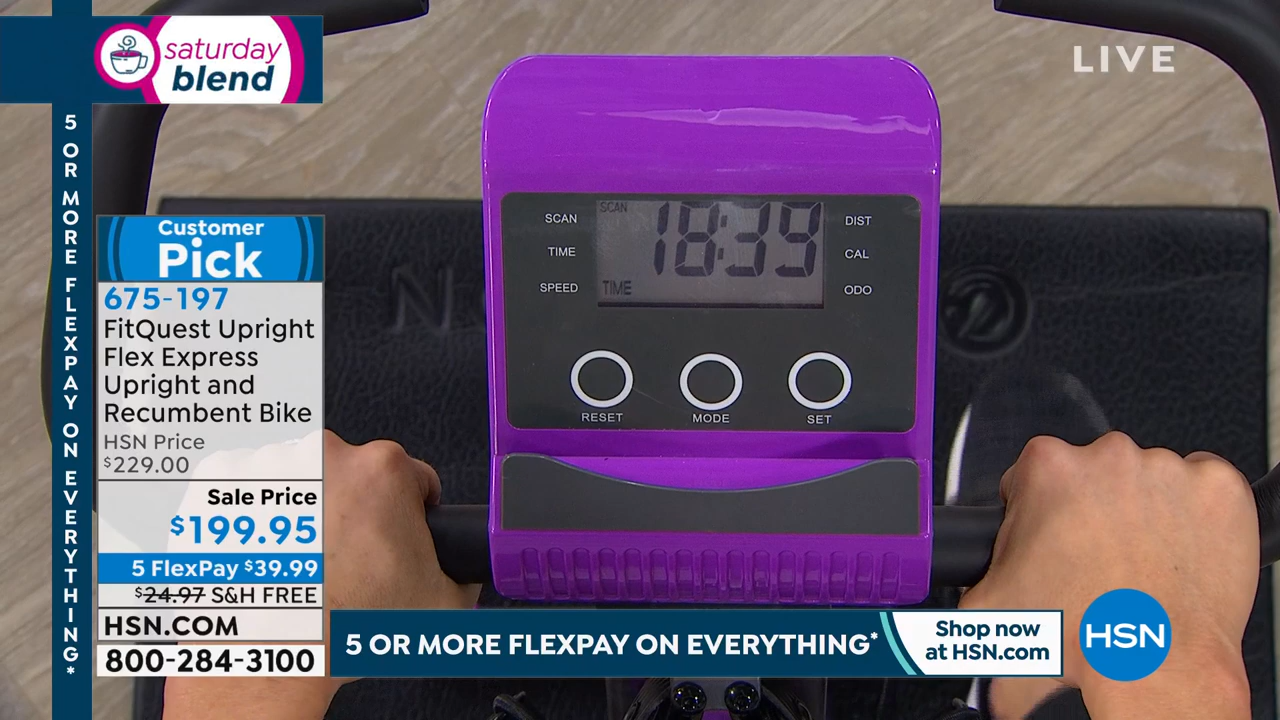 saturday
blend
LIVE
5 OR MORE FLEXPAY ON EVERYTHING*
Customer
Pick
675-197
FitQuest Upright
Flex Express
Upright and
Recumbent Bike
HSN Price
$229.00
Sale Price
$199.95
5 FlexPay $39.99
$24.97 S&H FREE
HSN.COM
800-284-3100
SCAN
TIME
SPEED
SCAN
18:39
TIME
DIST
CAL
ODO
RESET
MODE
SET
5 OR MORE FLEXPAY ON EVERYTHING*
Shop now
at HSN.com
HSN